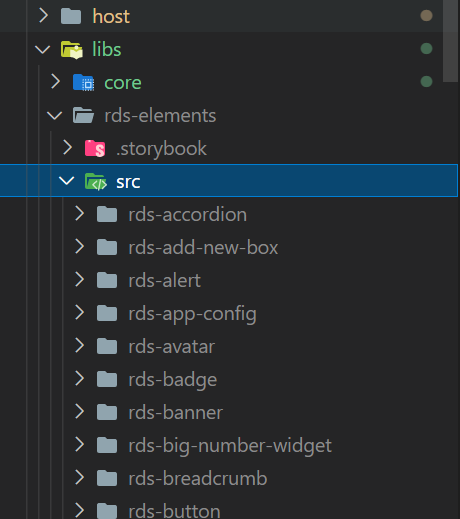 host
libs
core
rds-elements
.storybook
src
rds-accordion
rds-add-new-box
rds-alert
rds-app-config
rds-avatar
rds-badge
rds-banner
rds-big-number-widget
rds-breadcrumb
rds-button